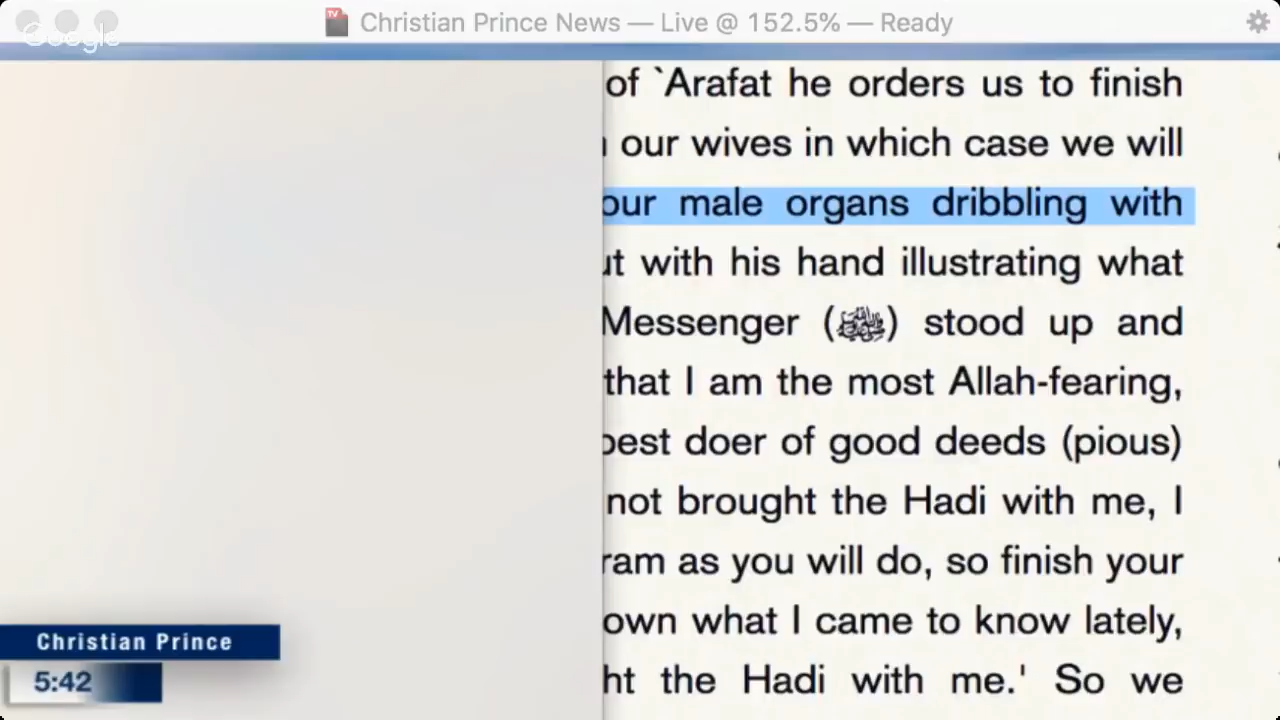 Google
Christian Prince News — Live @ 152.5% — Ready
of `Arafat he orders us to finish
our wives in which case we will
our male organs dribbling with
with his hand illustrating what
Messenger (ﷺ) stood up and
that I am the most Allah-fearing,
best doer of good deeds (pious)
not brought the Hadi with me, I
as you will do, so finish your
what I came to know lately,
the Hadi with me.' So we
Christian Prince
5:42